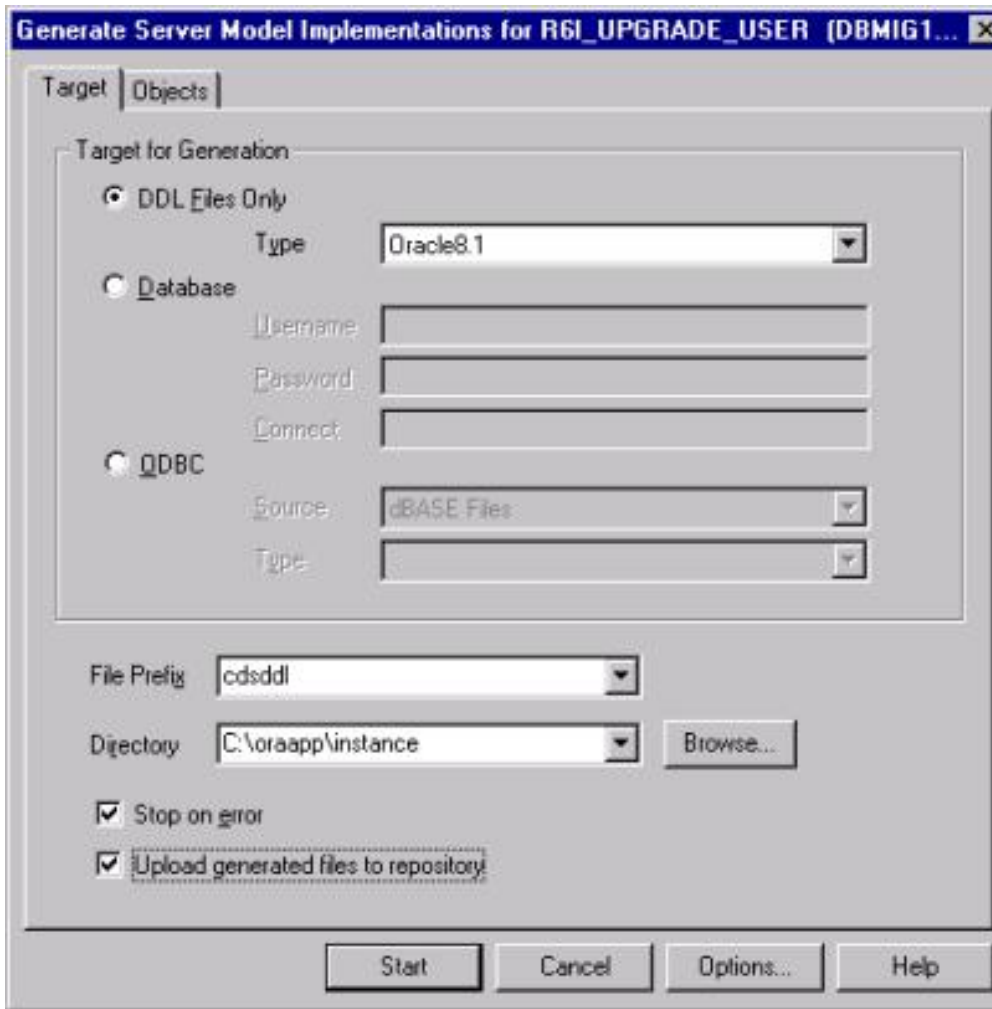 Generate Server Model Implementations for R6I_UPGRADE_USER (DBMIG1...
Target Objects
Target for Generation
DDL Files Only
Type Oracle8.1
Database
Username
Password
Connect
ODBC
Source dBASE Files
Type
File Prefix cdsddl
Directory C:\oraapp\instance Browse...
Stop on error
Upload generated files to repository
Start Cancel Options... Help